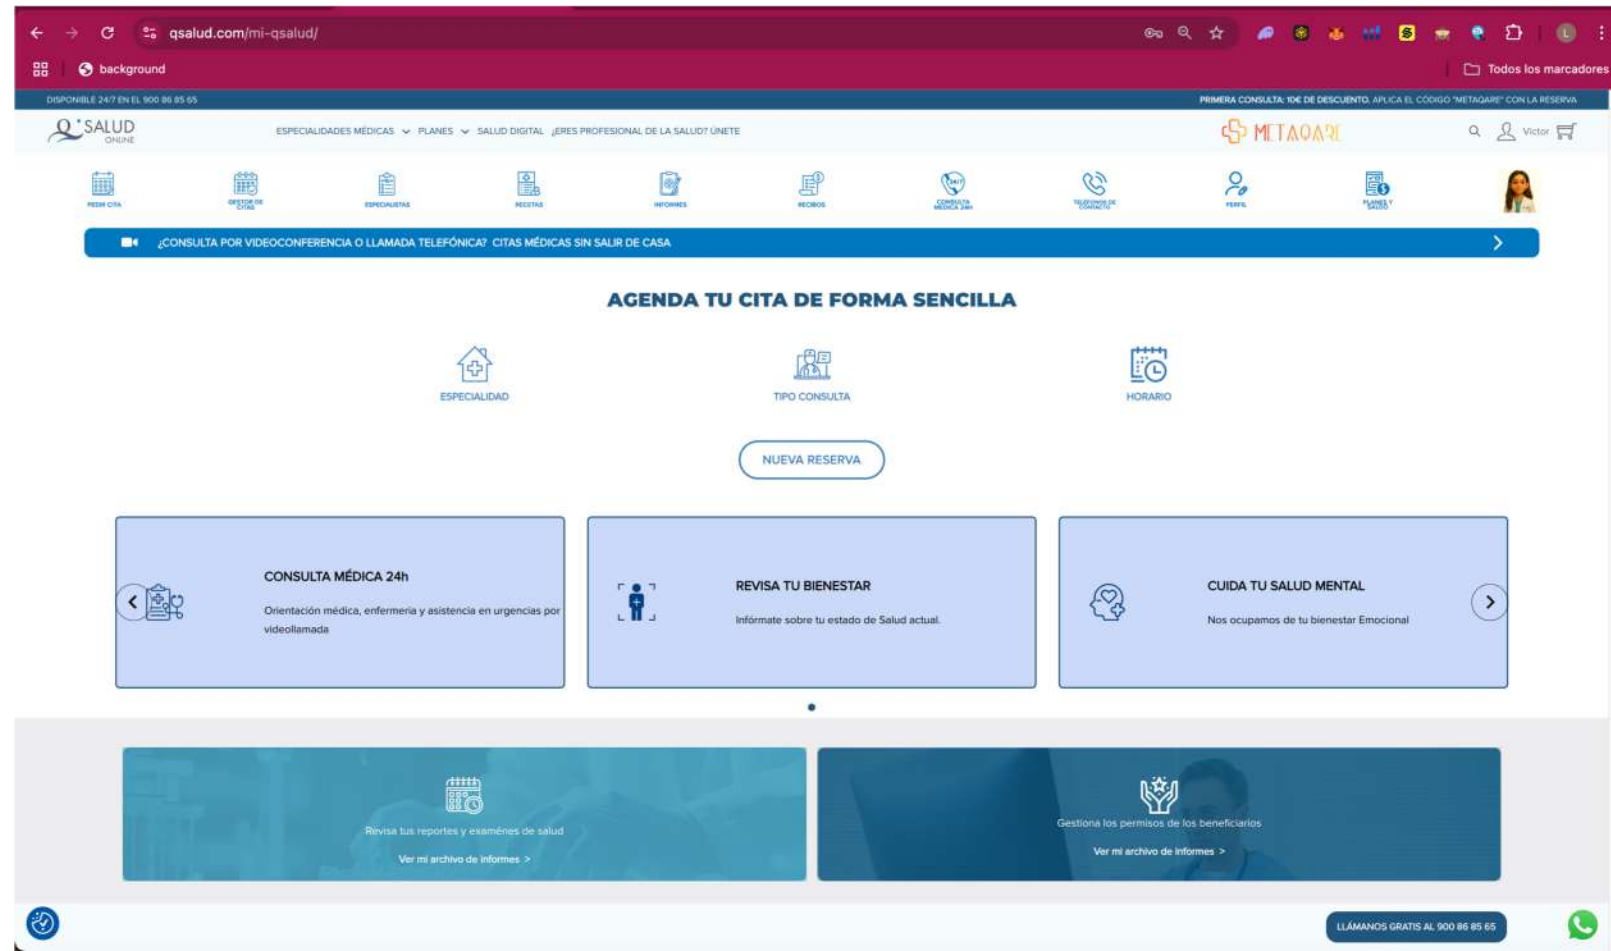 qsalud.com/mi-qsalud/
background
Todos los marcadores
DISPONIBLE 24/7 EN EL 900 86 85 65
PRIMERA CONSULTA: 10€ DE DESCUENTO. APLICA EL CÓDIGO "METAQARE" CON LA RESERVA
Q+SALUD
ONLINE
ESPECIALIDADES MÉDICAS PLANES SALUD DIGITAL ¿ERES PROFESIONAL DE LA SALUD? ÚNETE
METAQARE
Victor
PEDIR CITA
GESTOR DE
CITAS
ESPECIALISTAS
RECETAS
INFORMES
RECIBOS
24/7
CONSULTA
MÉDICA 24H
TELÉFONOS DE
CONTACTO
PERFIL
PLANES Y
SALDO
¿CONSULTA POR VIDEOCONFERENCIA O LLAMADA TELEFÓNICA? CITAS MÉDICAS SIN SALIR DE CASA
AGENDA TU CITA DE FORMA SENCILLA
ESPECIALIDAD
TIPO CONSULTA
HORARIO
NUEVA RESERVA
CONSULTA MÉDICA 24h
Orientación médica, enfermeria y asistencia en urgencias por
videollamada
REVISA TU BIENESTAR
Infórmate sobre tu estado de Salud actual.
CUIDA TU SALUD MENTAL
Nos ocupamos de tu bienestar Emocional
Revisa tus reportes y examénes de salud
Ver mi archivo de informes >
Gestiona los permisos de los beneficiarios
Ver mi archivo de informes >
LLÁMANOS GRATIS AL 900 86 85 65
L